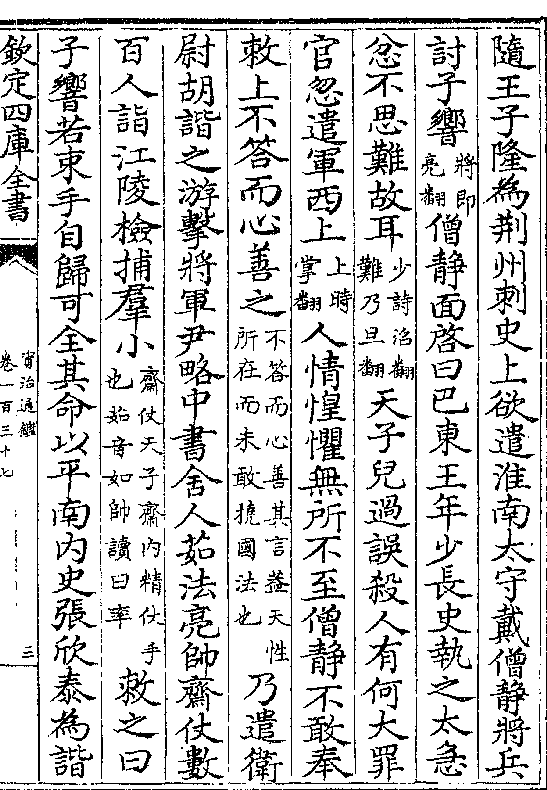 隨王子隆為荆州刺史上欲遣淮南太守戴僧静將兵
討子響將即亮翻僧静面啓曰巴東王年少長史執之太急
忿不思難故耳少詩沼翻難乃旦翻天子兒過誤殺人有何大罪
官忽遣軍西上上時掌翻人情惶懼無所不至僧静不敢奉
敕上不答而心善之不答而心善其言葢天性所在而未敢撓國法也乃遣衛
尉胡諧之游擊將軍尹略中書舍人茹法亮帥齋仗數
百人詣江陵檢捕羣小齋仗天子齋内精仗手也茹音如帥讀曰率敕之曰
子響若束手自歸可全其命以平南内史張欣泰為諧
欽定四庫全書
資治通鑑
卷一百三十七
三